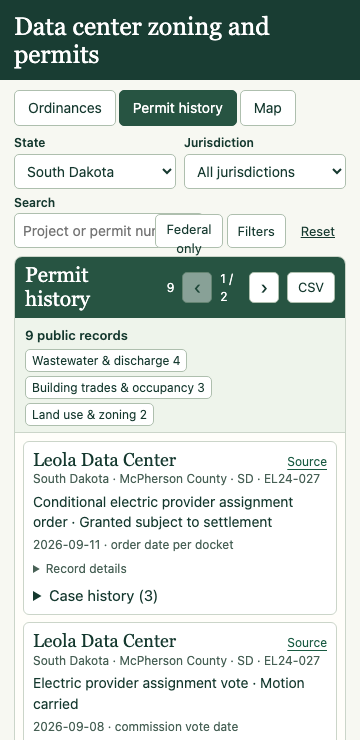 Data center zoning and
permits
Ordinances
Permit history
Map
State
Jurisdiction
South Dakota
All jurisdictions
Search
Project or permit nur
Federal
only
Filters
Reset
Permit
history
9
‹
1 /
2
›
CSV
9 public records
Wastewater & discharge 4
Building trades & occupancy 3
Land use & zoning 2
Leola Data Center
Source
South Dakota · McPherson County · SD · EL24-027
Conditional electric provider assignment
order · Granted subject to settlement
2026-09-11 · order date per docket
Record details
Case history (3)
Leola Data Center
Source
South Dakota · McPherson County · SD · EL24-027
Electric provider assignment vote · Motion
carried
2026-09-08 · commission vote date